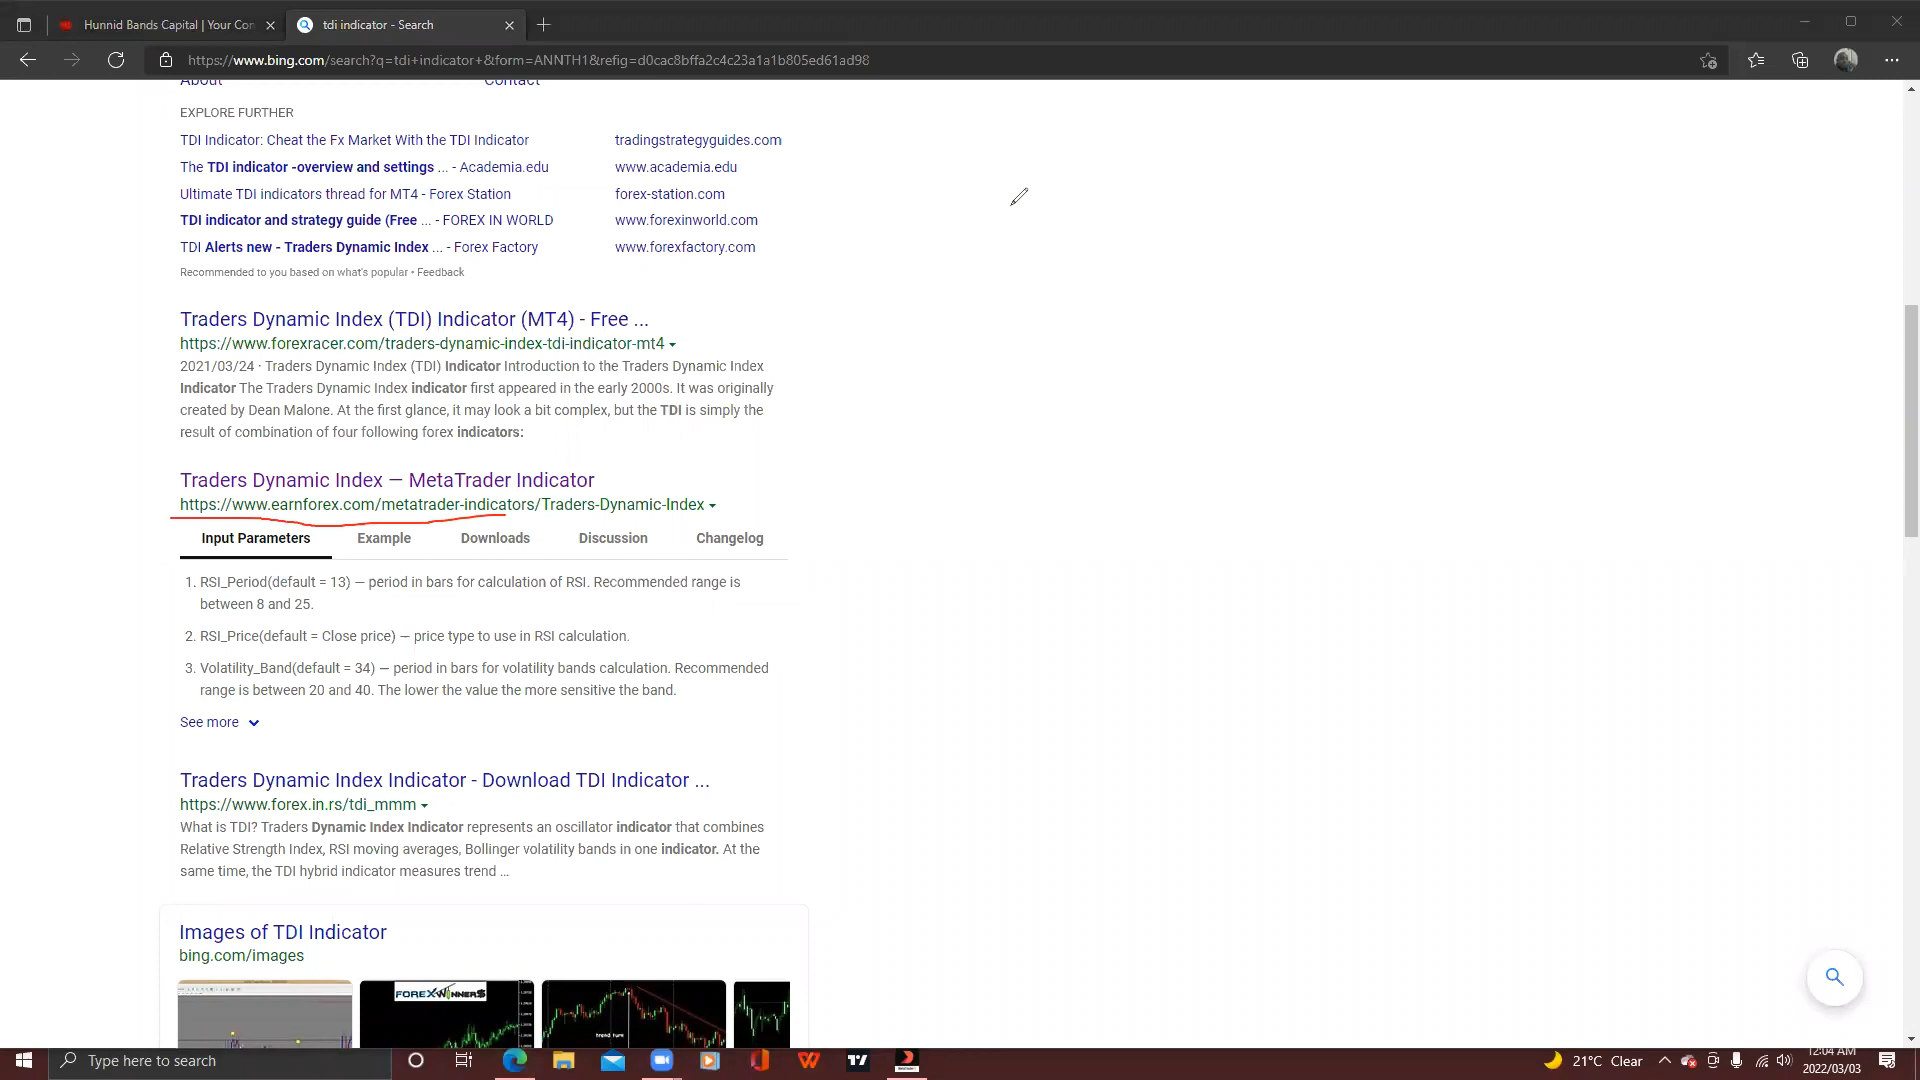 Hunnid Bands Capital | Your Con
tdi indicator - Search
https://www.bing.com/search?q=tdi+indicator+&form=ANNTH1&refig=d0cac8bffa2c4c23a1a1b805ed61ad98
About
Contact
EXPLORE FURTHER
TDI Indicator: Cheat the Fx Market With the TDI Indicator tradingstrategyguides.com
The TDI indicator -overview and settings ... - Academia.edu www.academia.edu
Ultimate TDI indicators thread for MT4 - Forex Station forex-station.com
TDI indicator and strategy guide (Free ... - FOREX IN WORLD www.forexinworld.com
TDI Alerts new - Traders Dynamic Index ... - Forex Factory www.forexfactory.com
Recommended to you based on what's popular • Feedback
Traders Dynamic Index (TDI) Indicator (MT4) - Free ...
https://www.forexracer.com/traders-dynamic-index-tdi-indicator-mt4
2021/03/24 · Traders Dynamic Index (TDI) Indicator Introduction to the Traders Dynamic Index
Indicator The Traders Dynamic Index indicator first appeared in the early 2000s. It was originally
created by Dean Malone. At the first glance, it may look a bit complex, but the TDI is simply the
result of combination of four following forex indicators:
Traders Dynamic Index — MetaTrader Indicator
https://www.earnforex.com/metatrader-indicators/Traders-Dynamic-Index
Input Parameters Example Downloads Discussion Changelog
1. RSI_Period(default = 13) — period in bars for calculation of RSI. Recommended range is
between 8 and 25.
2. RSI_Price(default = Close price) — price type to use in RSI calculation.
3. Volatility_Band(default = 34) — period in bars for volatility bands calculation. Recommended
range is between 20 and 40. The lower the value the more sensitive the band.
See more
Traders Dynamic Index Indicator - Download TDI Indicator ...
https://www.forex.in.rs/tdi_mmm
What is TDI? Traders Dynamic Index Indicator represents an oscillator indicator that combines
Relative Strength Index, RSI moving averages, Bollinger volatility bands in one indicator. At the
same time, the TDI hybrid indicator measures trend ...
Images of TDI Indicator
bing.com/images
FOREX WINNERS
trend turn
Type here to search
21°C Clear
12:04 AM
2022/03/03